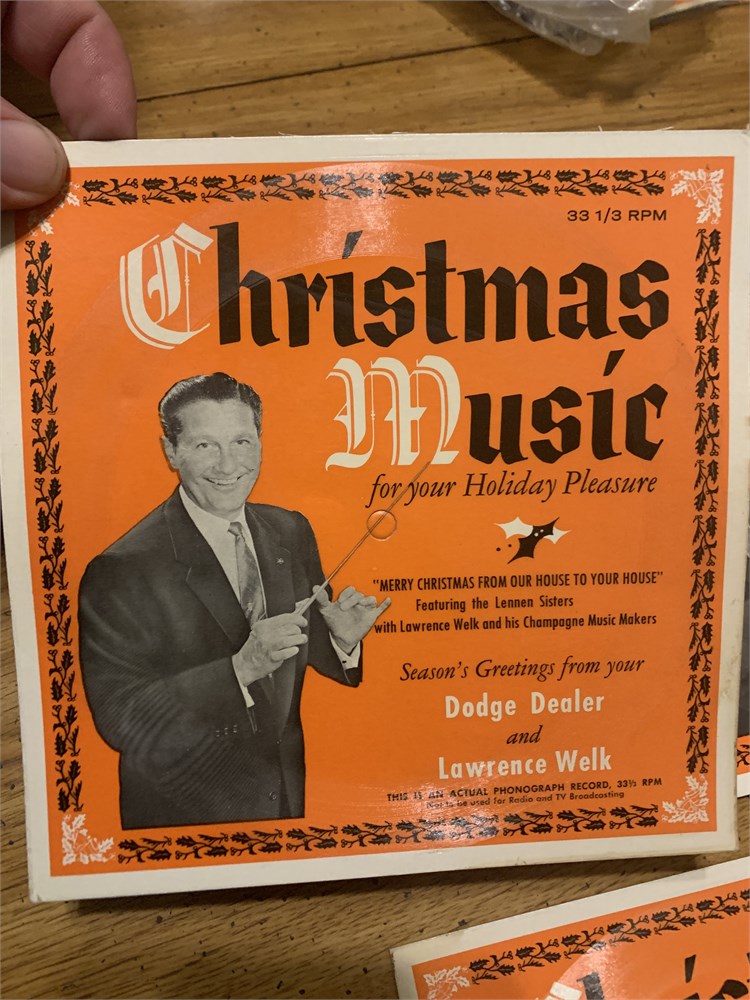 33 1/3 RPM
Christmas
Music
for your Holiday Pleasure
"MERRY CHRISTMAS FROM OUR HOUSE TO YOUR HOUSE"
Featuring the Lennen Sisters
with Lawrence Welk and his Champagne Music Makers
Season's Greetings from your
Dodge Dealer
and
Lawrence Welk
THIS IS AN ACTUAL PHONOGRAPH RECORD, 33⅓ RPM
Not to be used for Radio and TV Broadcasting